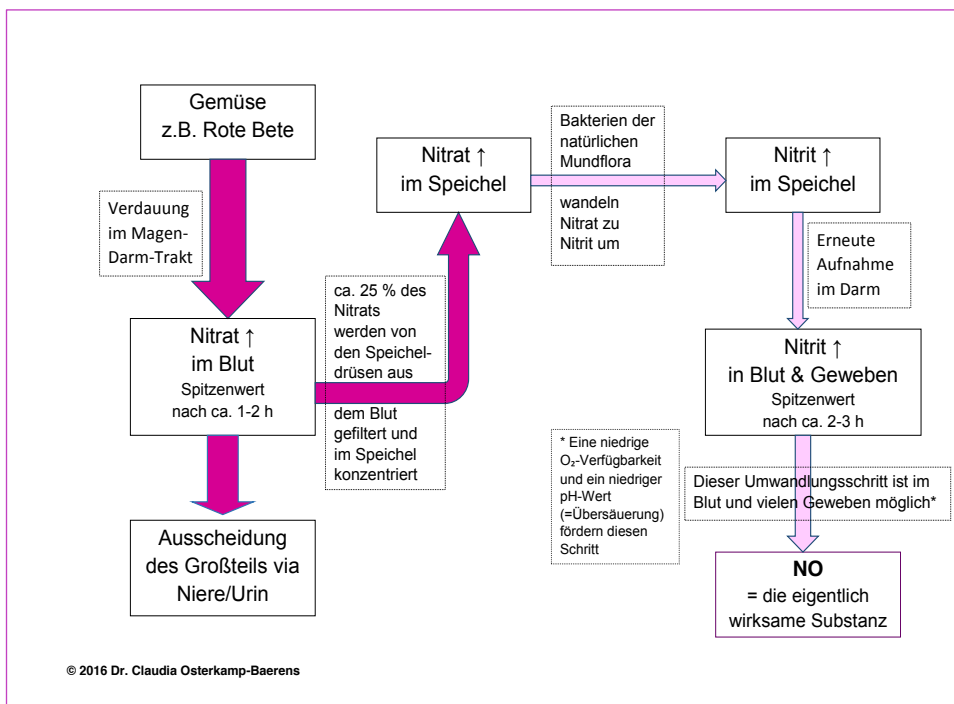 Gemüse
z.B. Rote Bete
Verdauung
im Magen-
Darm-Trakt
Nitrat ↑
im Blut
Spitzenwert
nach ca. 1-2 h
Ausscheidung
des Großteils via
Niere/Urin
ca. 25 % des
Nitrats
werden von
den Speichel-
drüsen aus
dem Blut
gefiltert und
im Speichel
konzentriert
Nitrat ↑
im Speichel
Bakterien der
natürlichen
Mundflora
wandeln
Nitrat zu
Nitrit um
Nitrit ↑
im Speichel
Erneute
Aufnahme
im Darm
Nitrit ↑
in Blut & Geweben
Spitzenwert
nach ca. 2-3 h
* Eine niedrige
O₂-Verfügbarkeit
und ein niedriger
pH-Wert
(=Übersäuerung)
fördern diesen
Schritt
Dieser Umwandlungsschritt ist im
Blut und vielen Geweben möglich*
NO
= die eigentlich
wirksame Substanz
© 2016 Dr. Claudia Osterkamp-Baerens